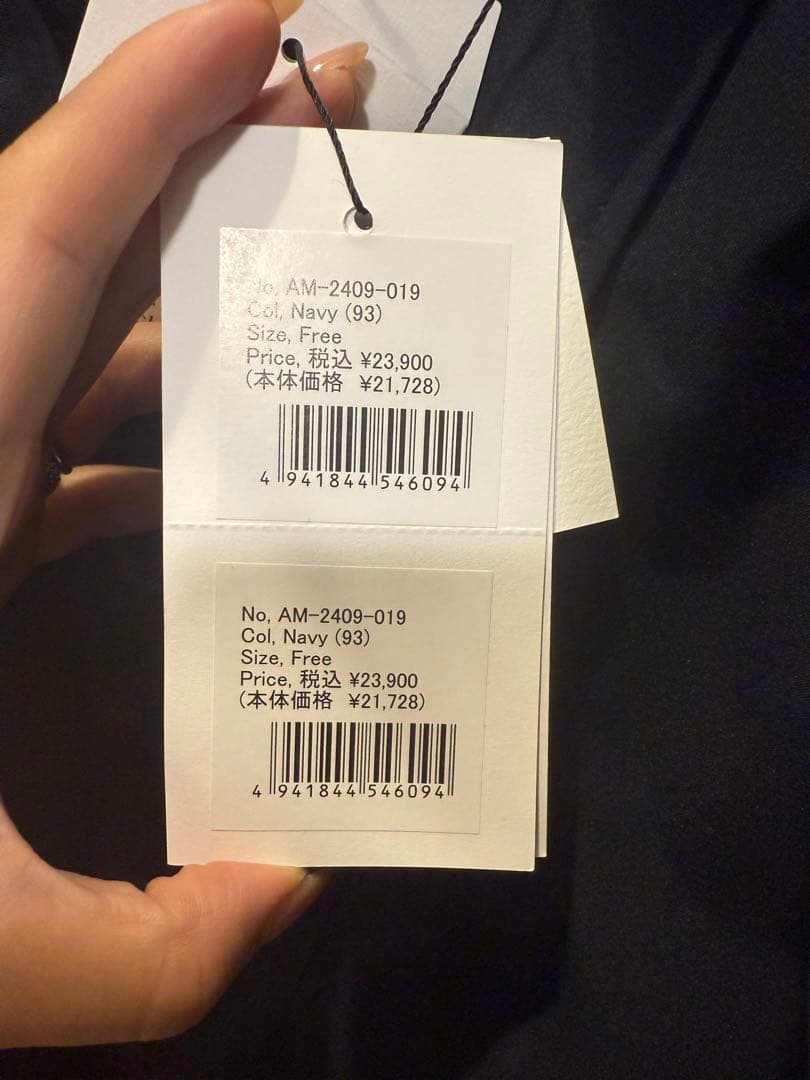 No, AM-2409-019
Col, Navy (93)
Size, Free
Price, 税込 ¥23,900
(本体価格 ¥21,728)
4 941844 546094
No, AM-2409-019
Col, Navy (93)
Size, Free
Price, 税込 ¥23,900
(本体価格 ¥21,728)
4 941844 546094